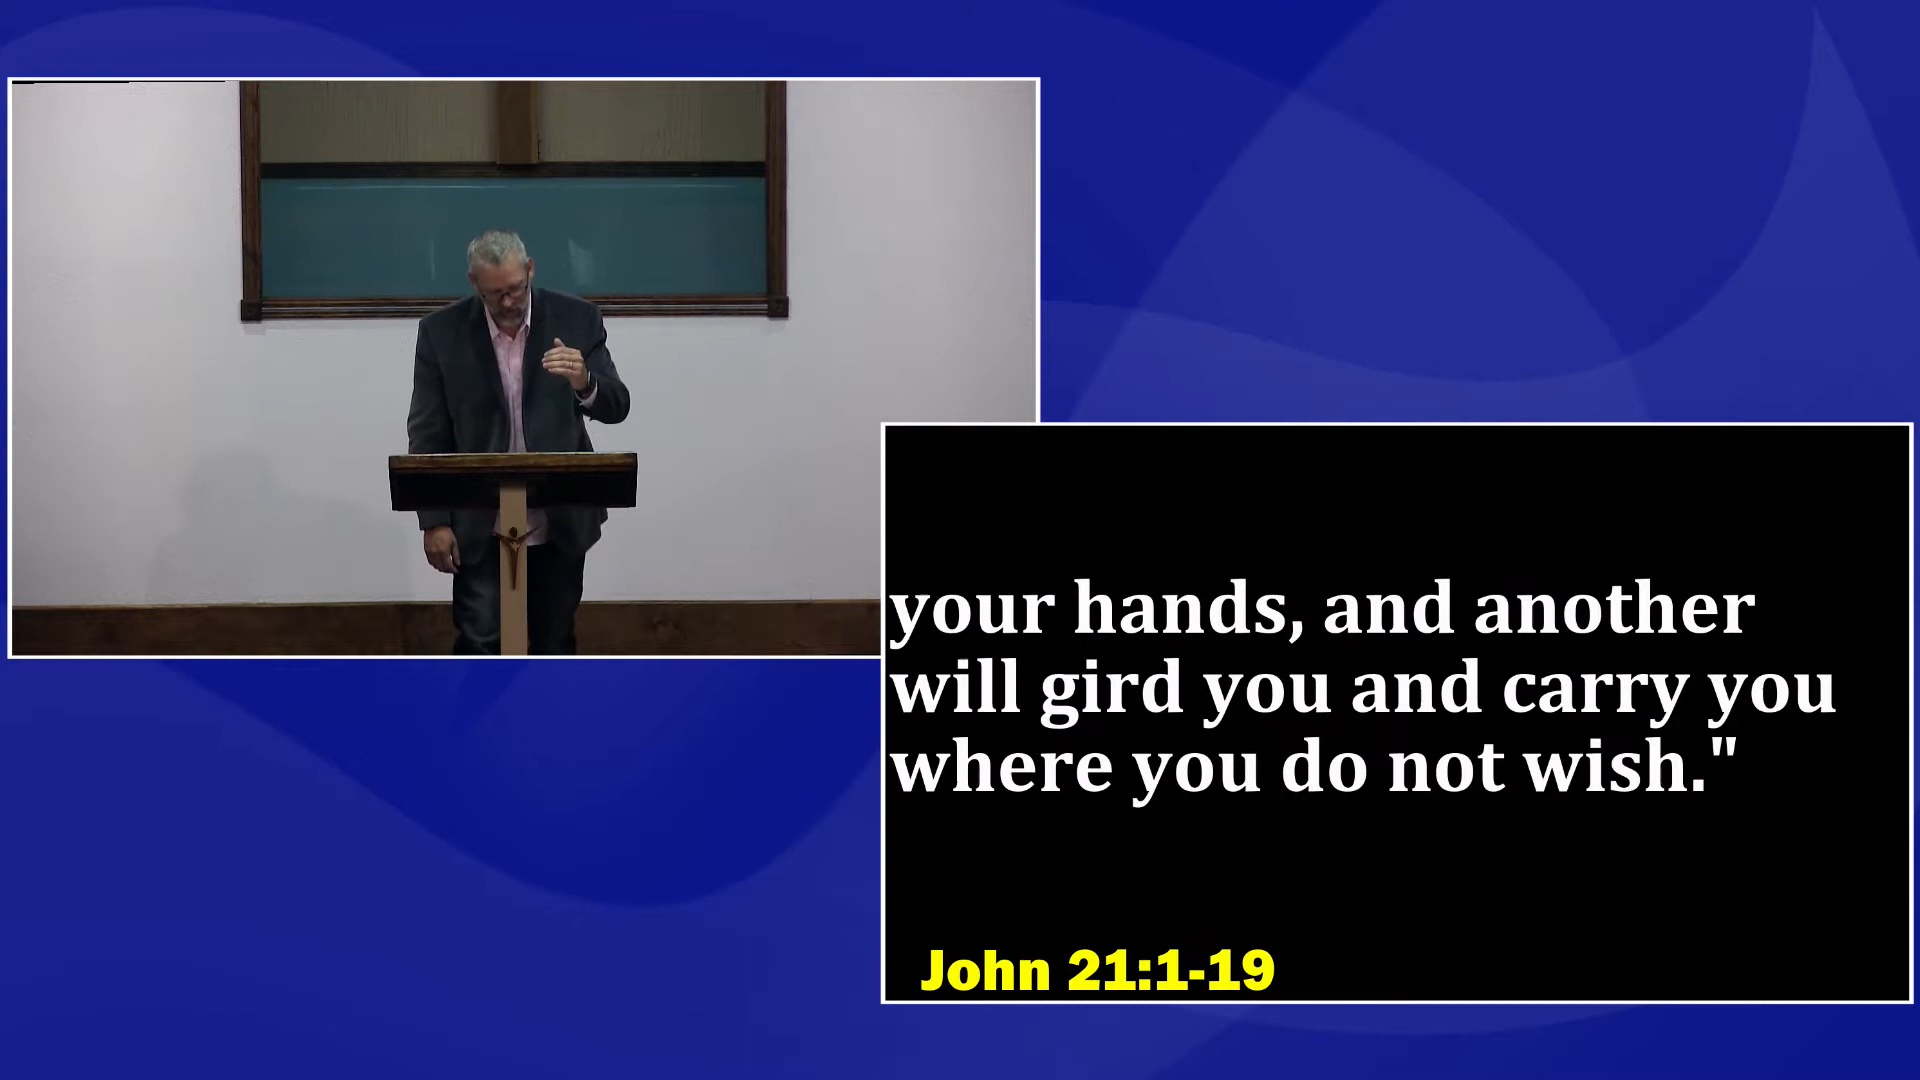 your hands, and another
will gird you and carry you
where you do not wish."
John 21:1-19